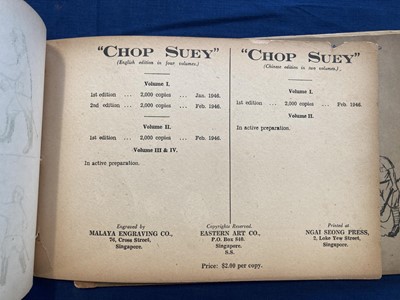 "CHOP SUEY"
(English edition in four volumes.)
Volume I.
1st edition ... 2,000 copies ... Jan. 1946.
2nd edition ... 2,000 copies ... Feb. 1946.
Volume II.
1st edition ... 2,000 copies ... Feb. 1946.
Volume III & IV.
In active preparation.
"CHOP SUEY"
(Chinese edition in two volumes.)
Volume I.
1st edition ... 2,000 copies ... Feb 1946.
Volume II.
In active preparation.
Engraved by
MALAYA ENGRAVING CO.,
76, Cross Street,
Singapore.
Copyrights Reserved.
EASTERN ART CO.,
P.O. Box 840.
Singapore.
S.S.
Printed at
NGAI SEONG PRESS,
2, Loke Yew Street,
Singapore.
Price: $2.00 per copy.